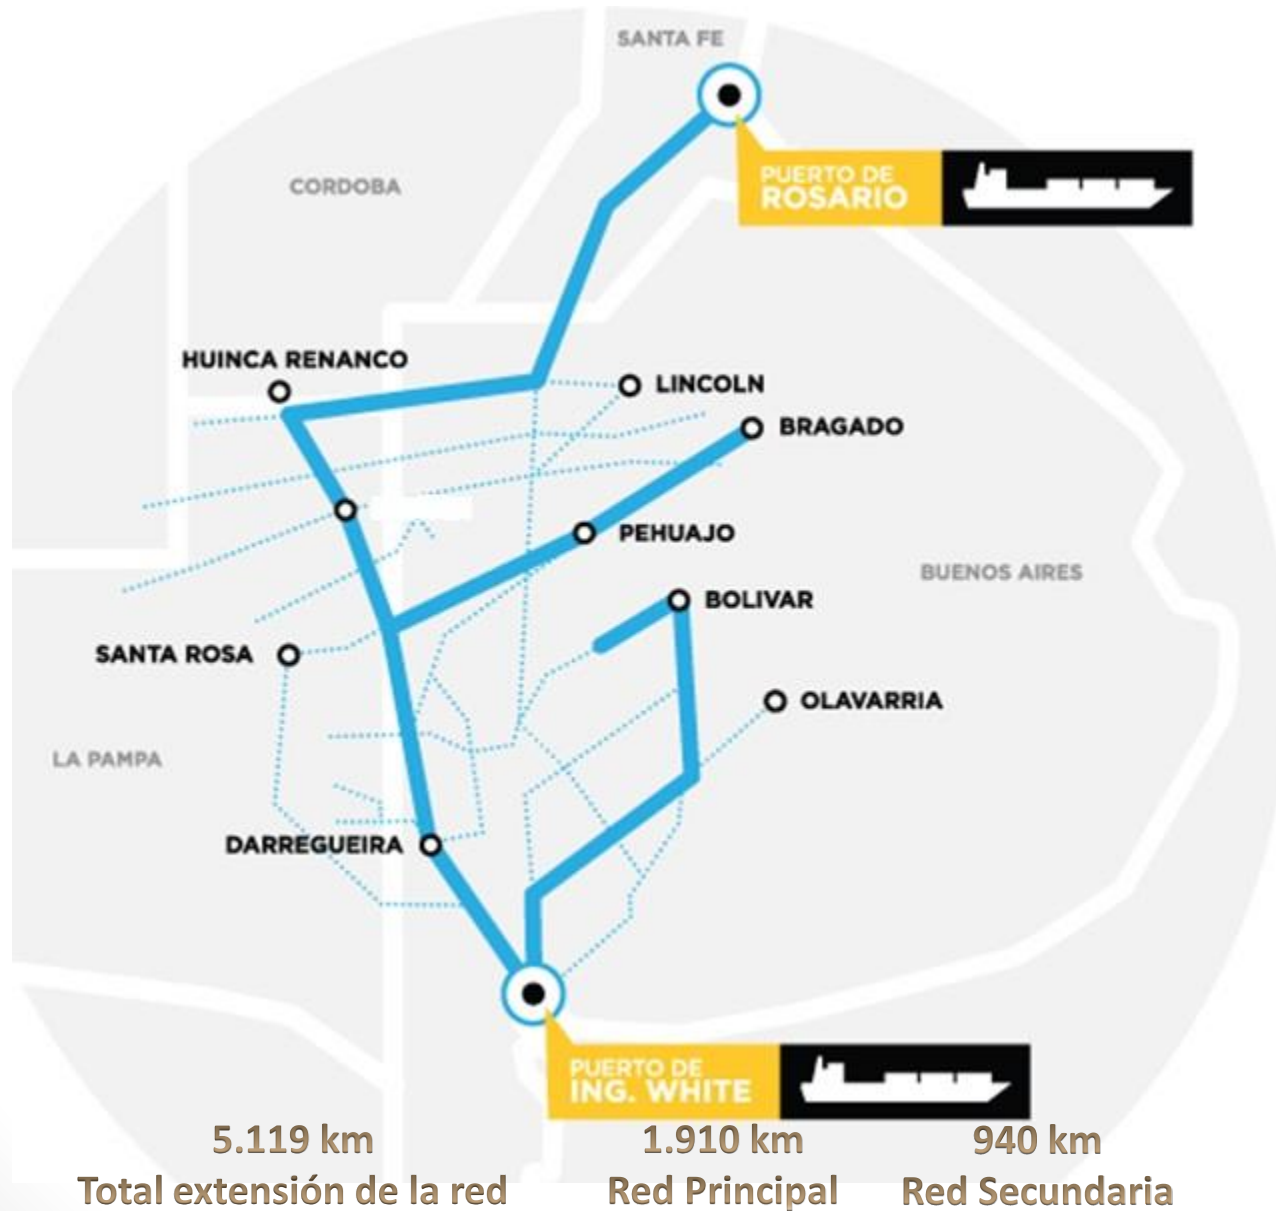 SANTA FE
PUERTO DE
ROSARIO
CORDOBA
HUINCA RENANCO
LINCOLN
BRAGADO
PEHUAJO
BUENOS AIRES
BOLIVAR
SANTA ROSA
OLAVARRIA
LA PAMPA
DARREGUEIRA
PUERTO DE
ING. WHITE
5.119 km
Total extensión de la red
1.910 km
Red Principal
940 km
Red Secundaria